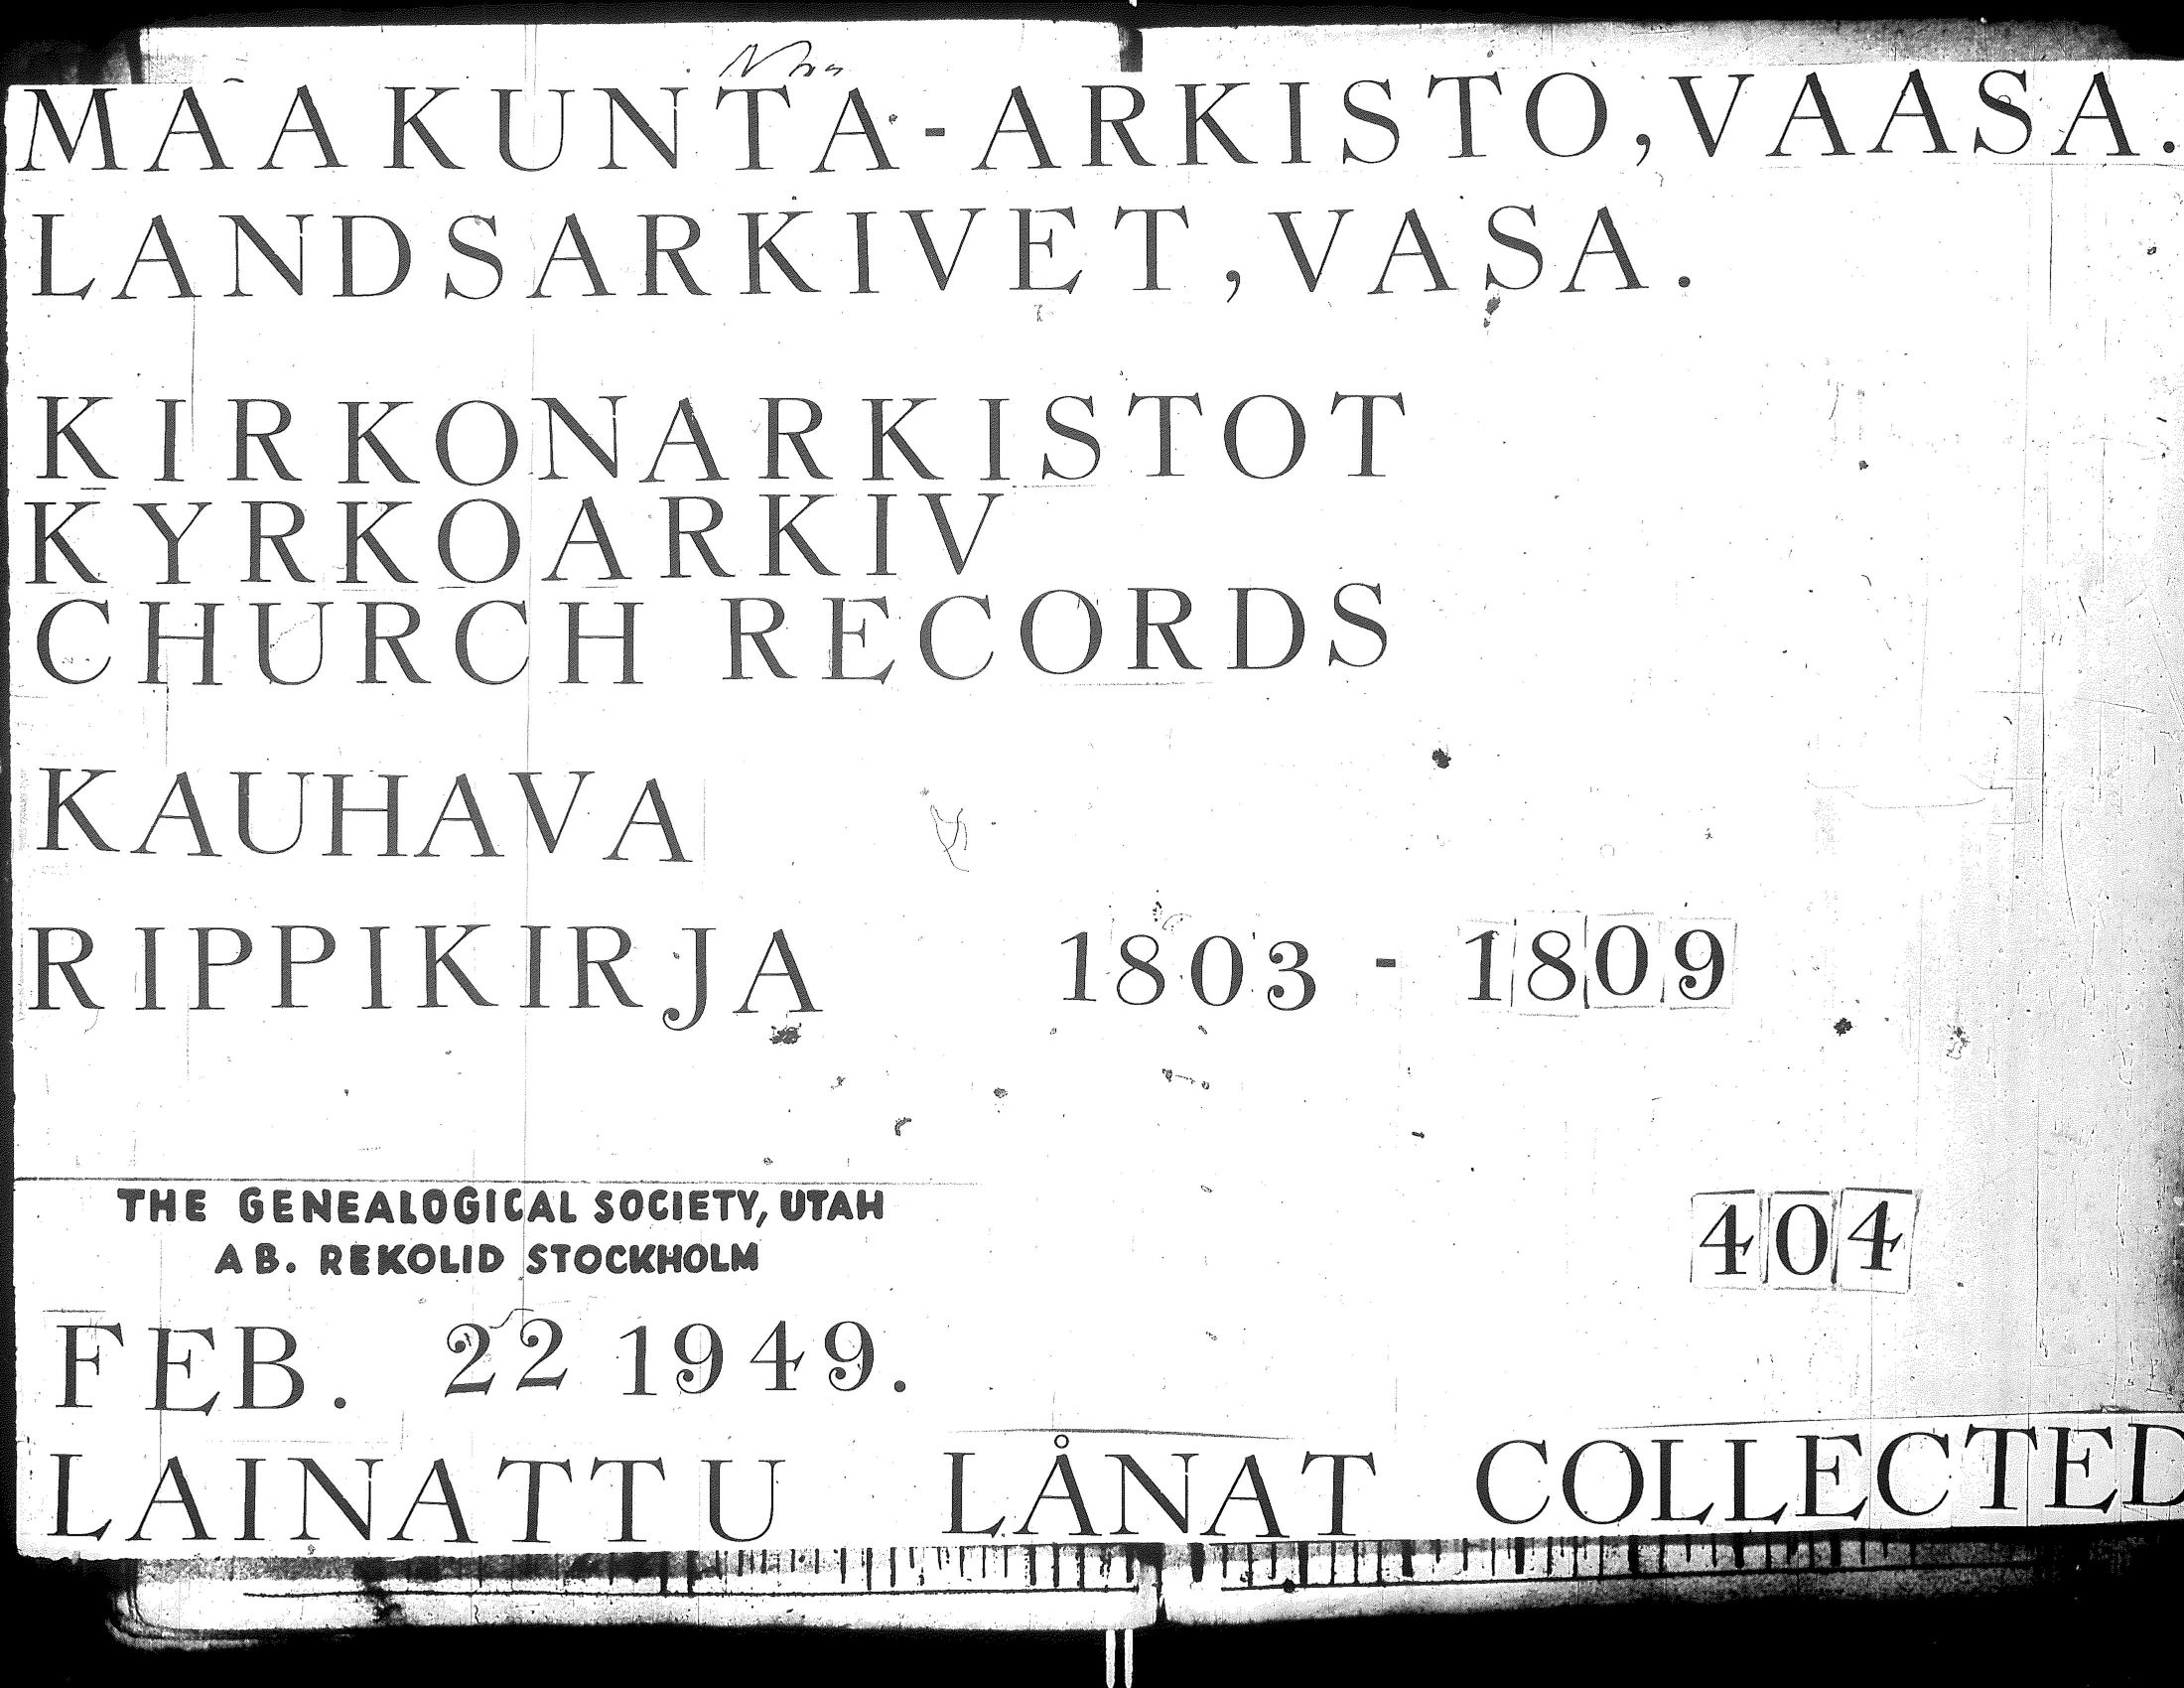 MAAKUNTA-ARKISTO, VAASA.
LANDSARKIVET, VASA.
KIRKONARKISTOT
KYRKOARKIV
CHURCH RECORDS
KAUHAVA
RIPPIKIRJA 1803 - 1809
THE GENEALOGICAL SOCIETY, UTAH
AB. REKOLID STOCKHOLM
404
FEB. 22 1949.
LAINATTU LÅNAT COLLECTED